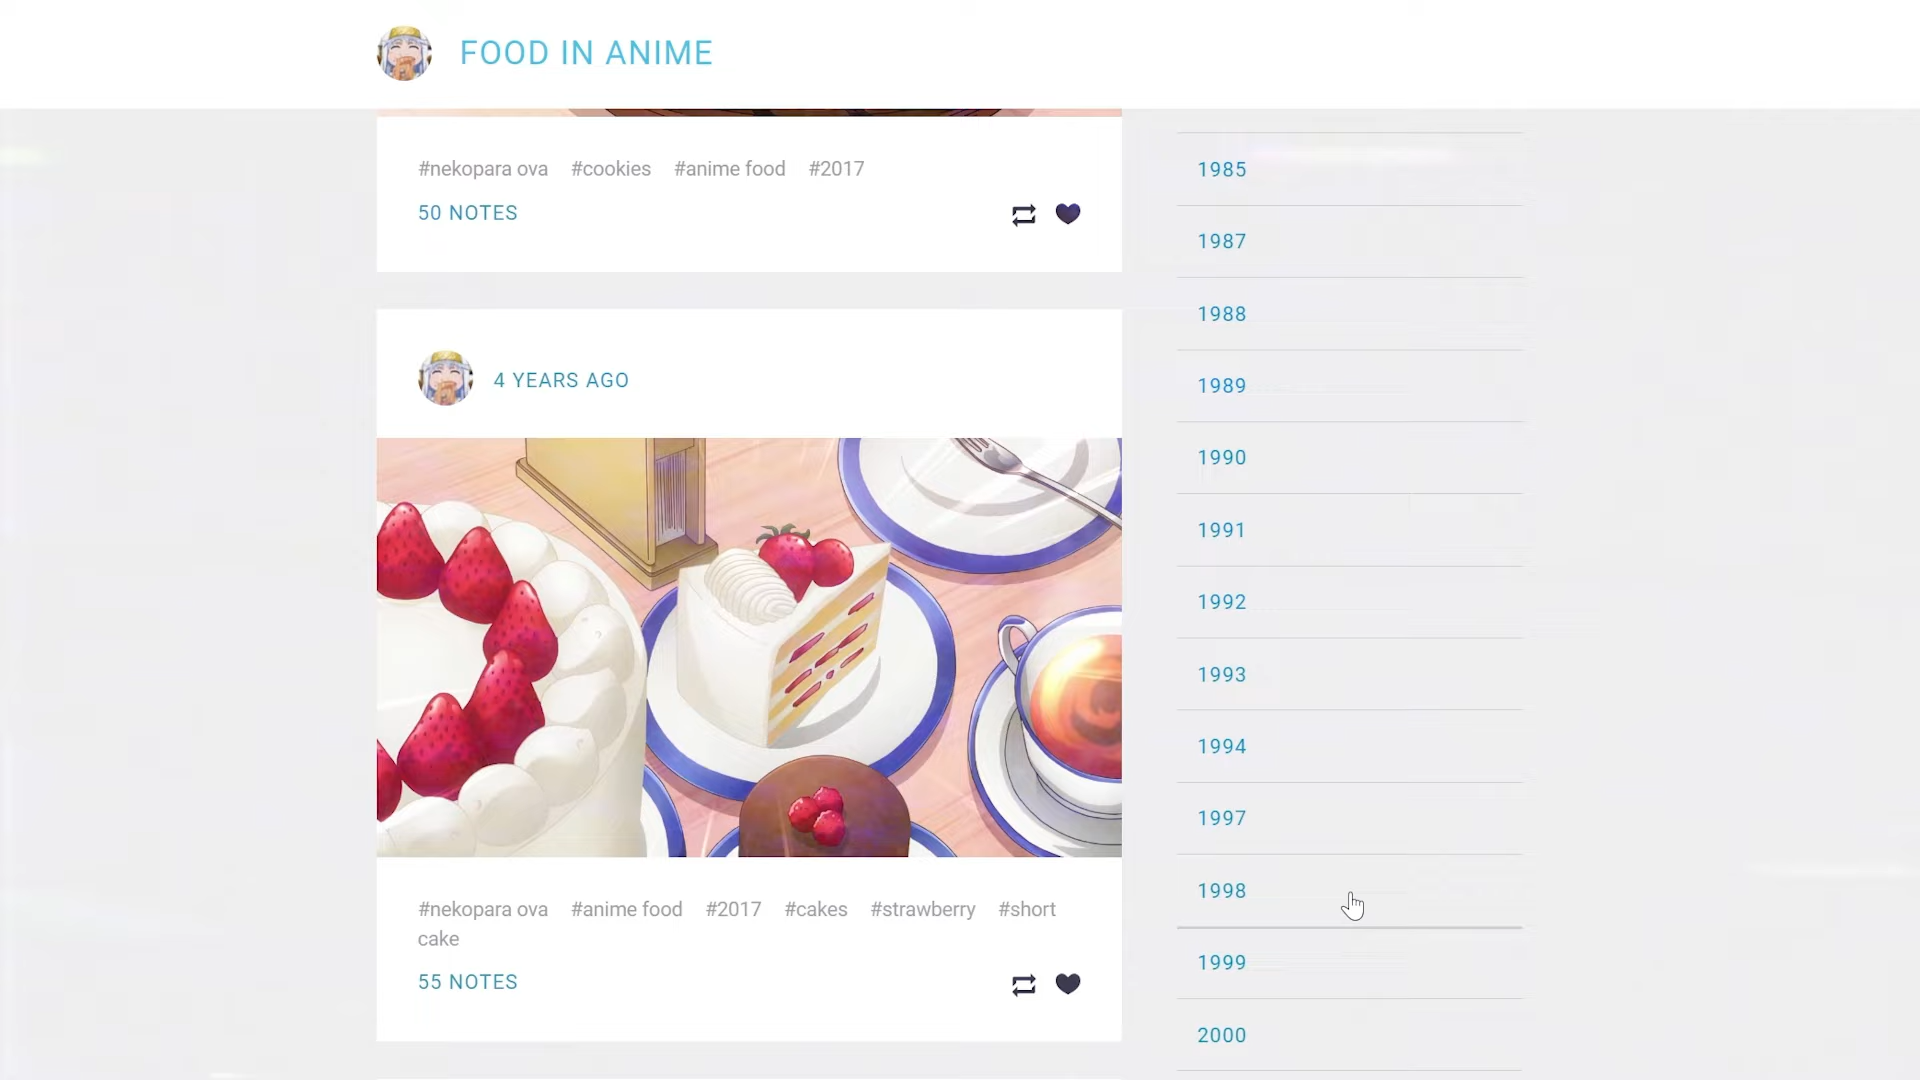 FOOD IN ANIME
#nekopara ova #cookies #anime food #2017
50 NOTES
4 YEARS AGO
#nekopara ova #anime food #2017 #cakes #strawberry #short
cake
55 NOTES
1985
1987
1988
1989
1990
1991
1992
1993
1994
1997
1998
1999
2000